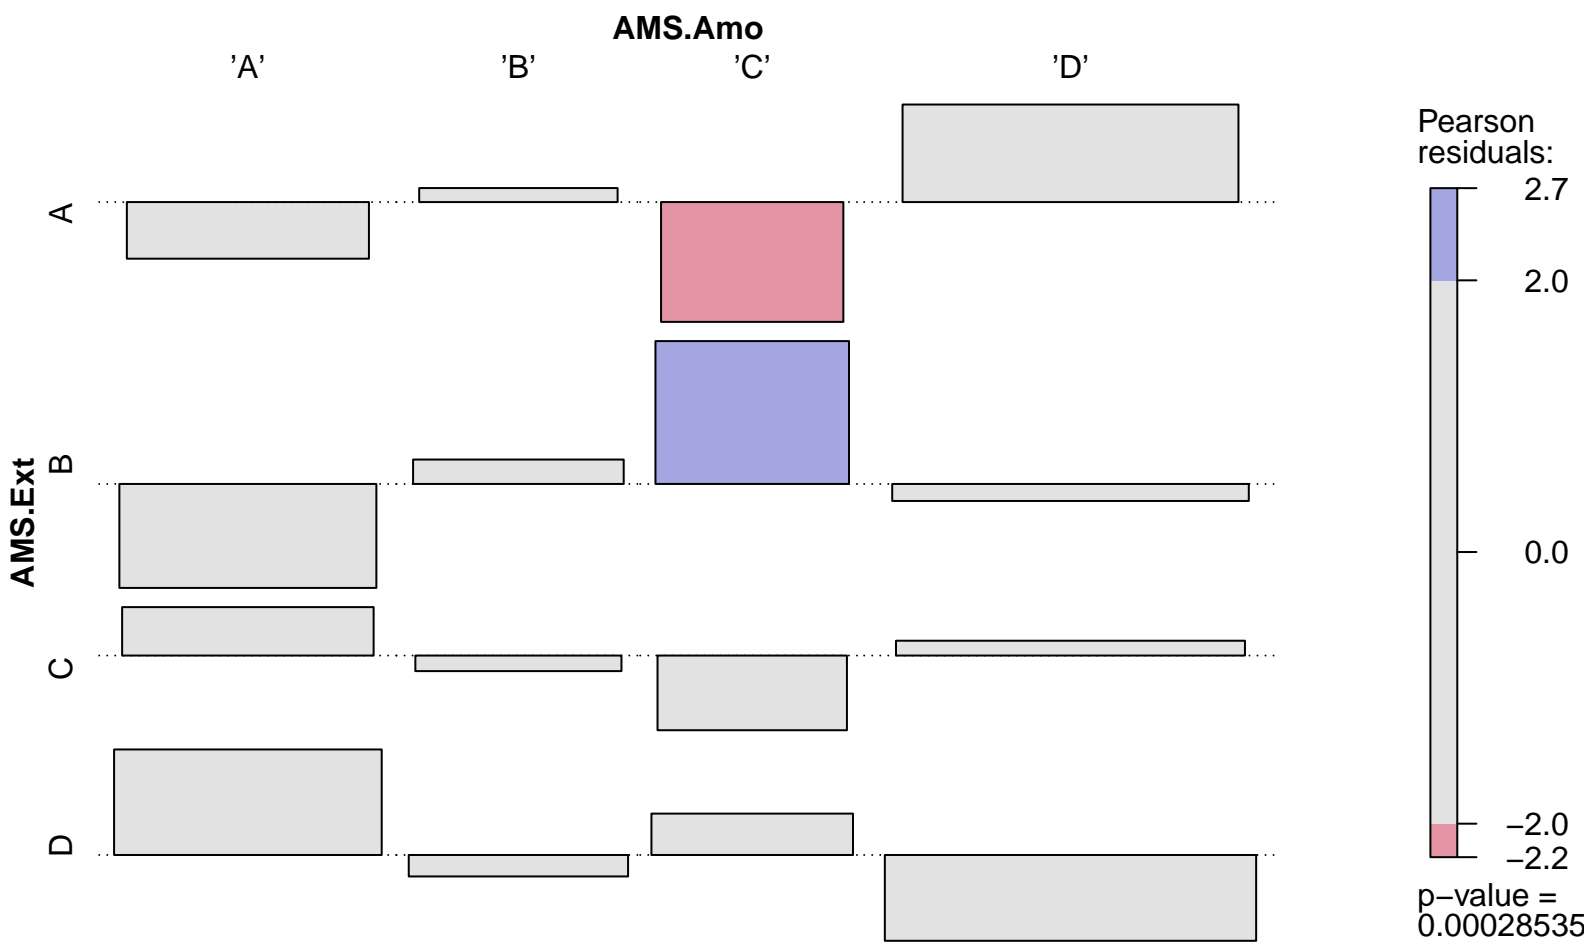 AMS.Amo
’A’ ’B’ ’C’ ’D’
AMS.Ext
A
B
C
D
Pearson
residuals:
2.7
2.0
0.0
−2.0
−2.2
p−value =
0.00028535